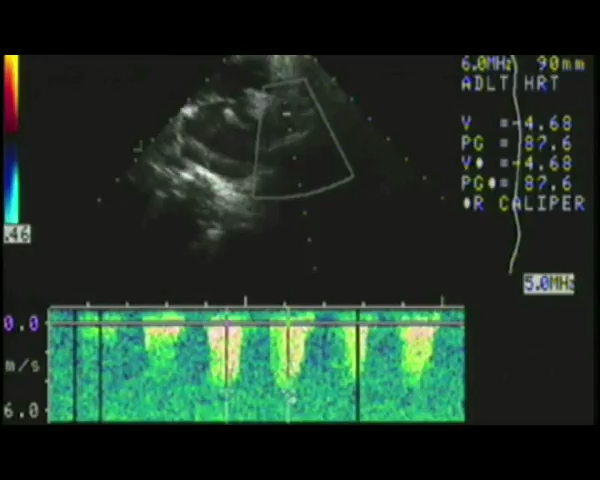 6.0MHz 90mm
ADLT HRT
V =-4.68
PG = 87.6
V•=-4.68
PG•= 87.6
•R CALIPER
.46
5.0MHz
0.0
m/s
6.0